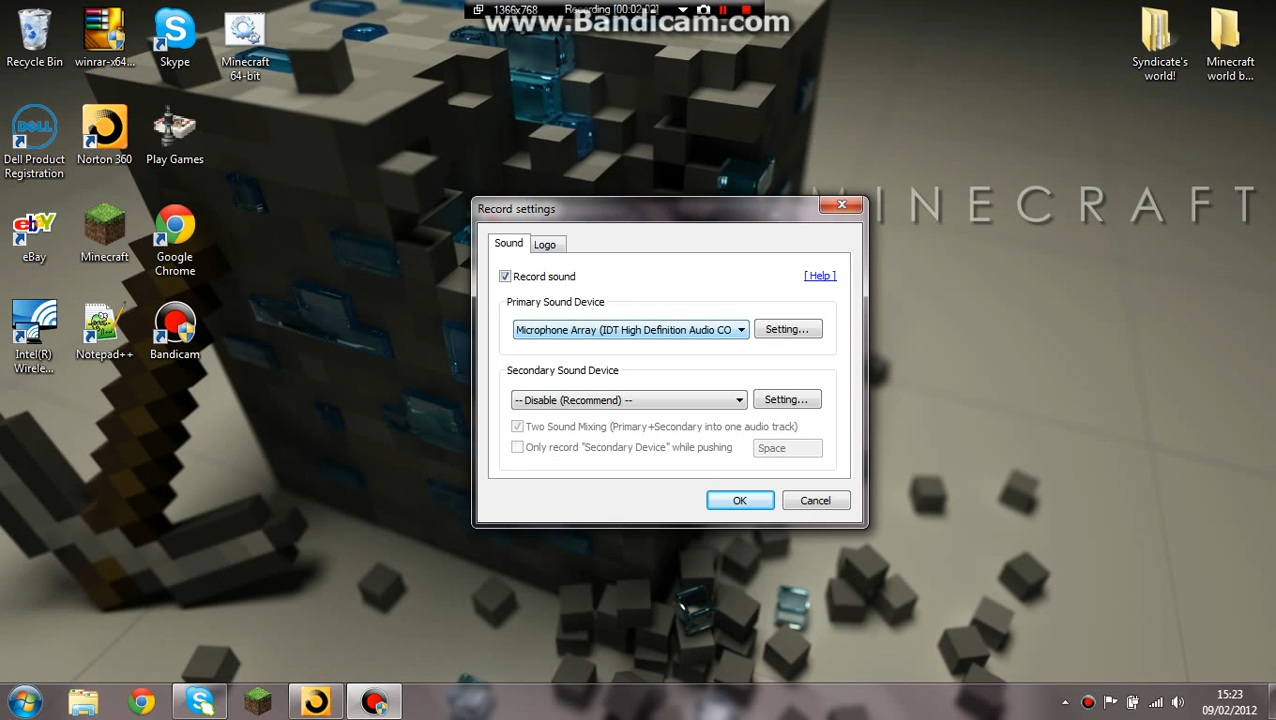 1366x768 Recording [00:02:02]
www.Bandicam.com
Recycle Bin
winrar-x64...
Skype
Minecraft
64-bit
Syndicate's
world!
Minecraft
world b...
DELL
Dell Product
Registration
Norton 360
Play Games
MINECRAFT
ebay
eBay
Minecraft
Google
Chrome
Intel(R)
Wirele...
Notepad++
Bandicam
Record settings
Sound
Logo
Record sound
[ Help ]
Primary Sound Device
Microphone Array (IDT High Definition Audio CO
Setting...
Secondary Sound Device
-- Disable (Recommend) --
Setting...
Two Sound Mixing (Primary+Secondary into one audio track)
Only record "Secondary Device" while pushing
Space
OK
Cancel
15:23
09/02/2012